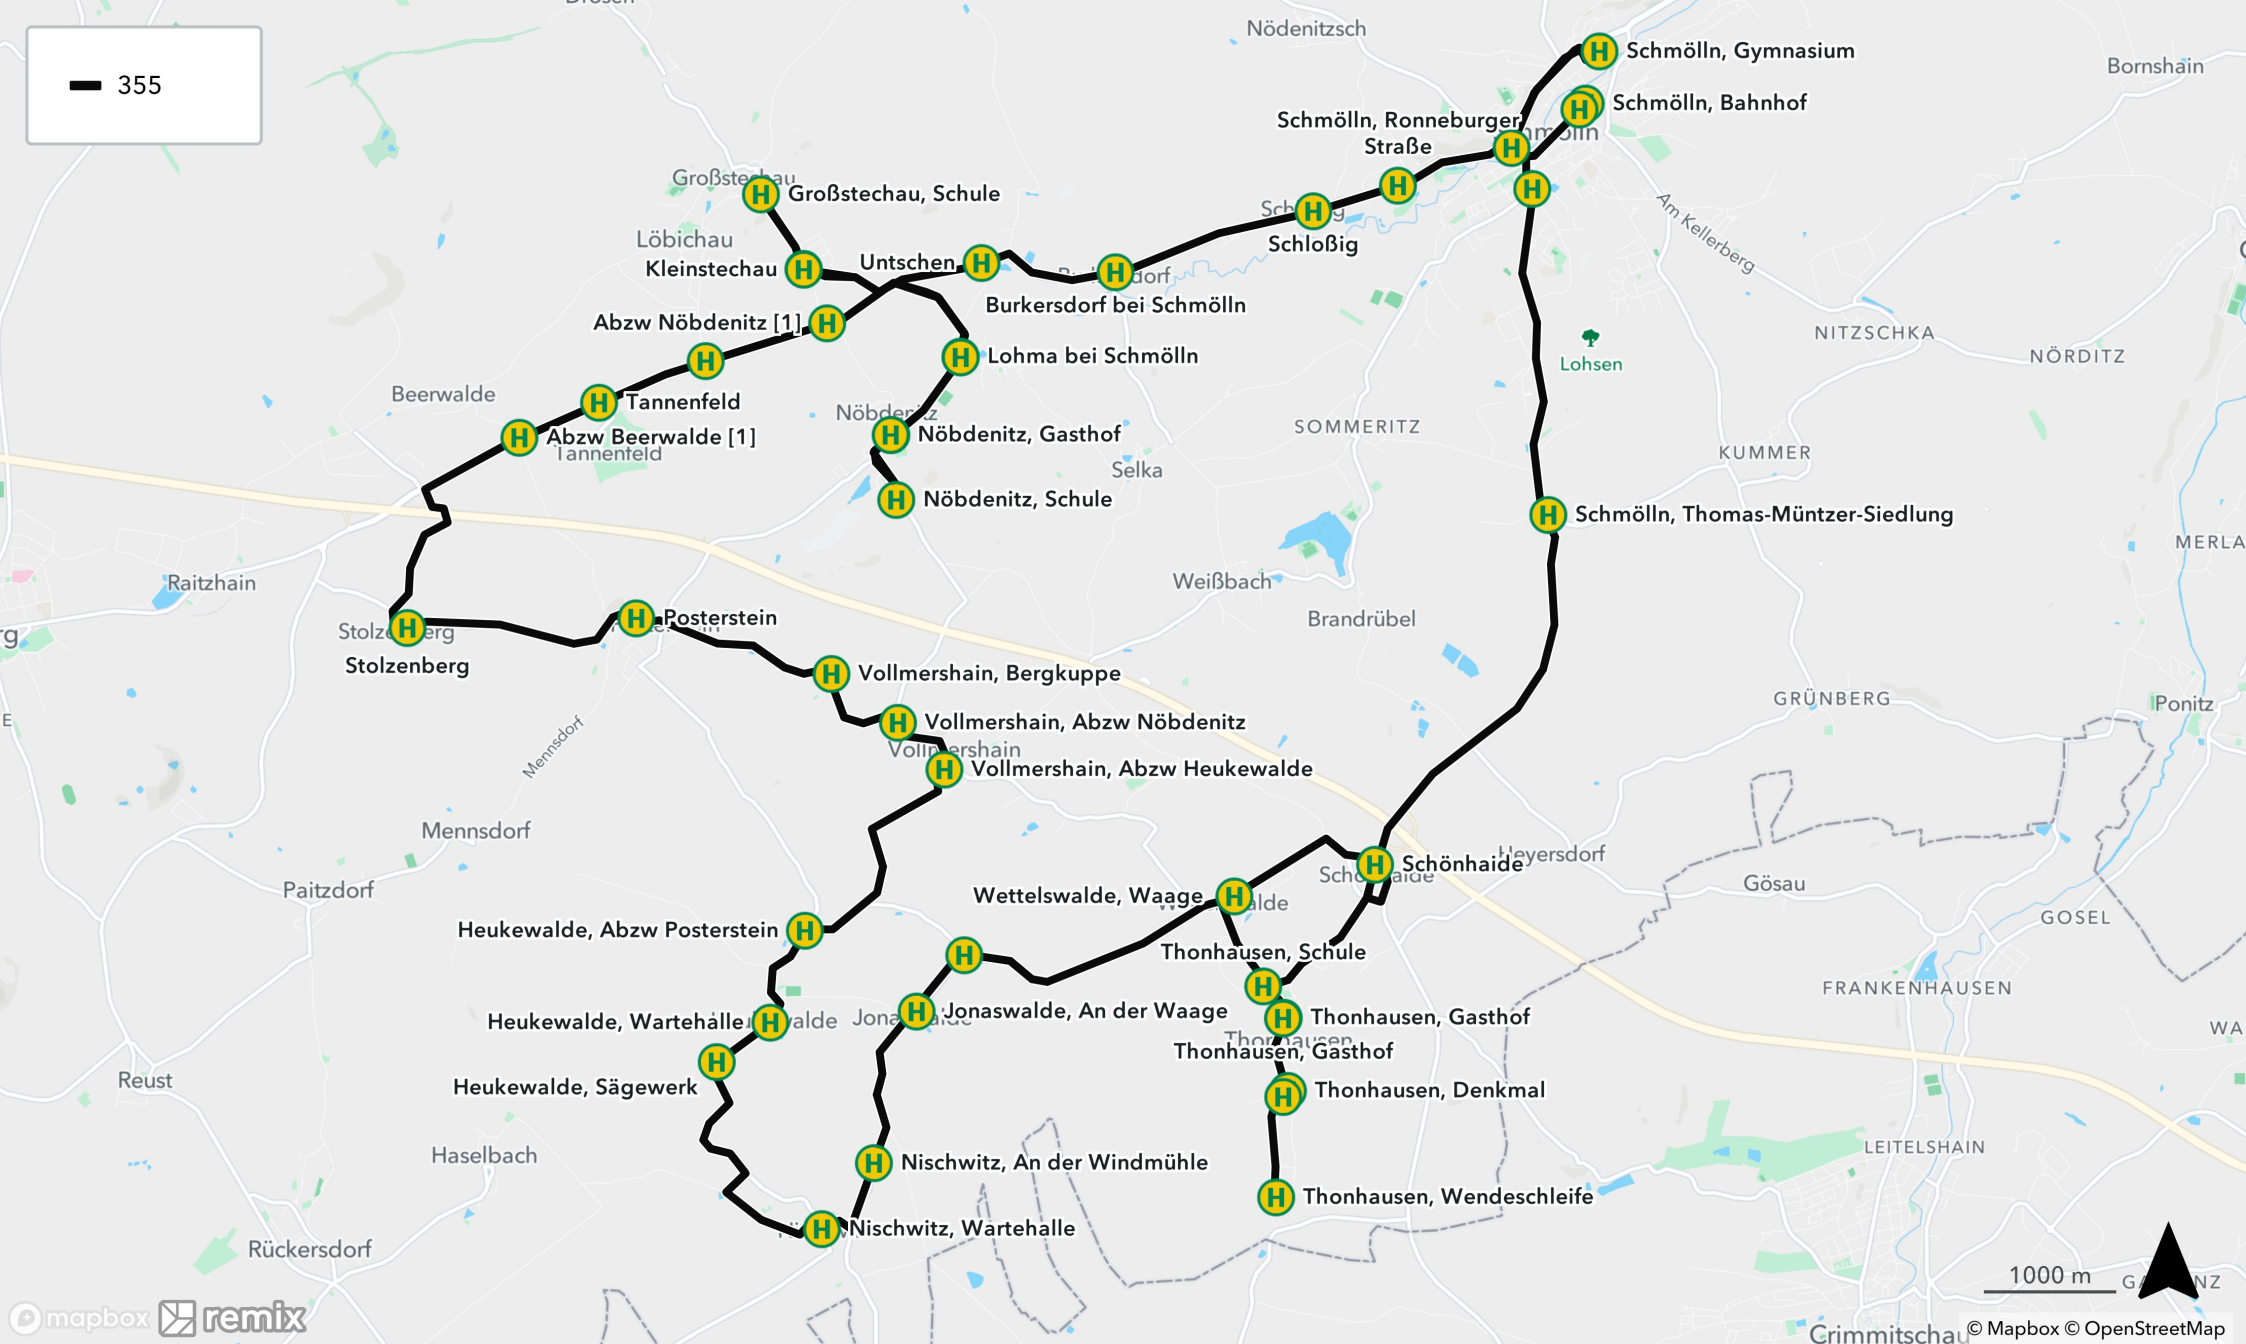 Drosen
Nödenitzsch
Bornshain
355
Schmölln, Gymnasium
Schmölln, Bahnhof
Schmölln, Ronneburger
Straße
Großstechau, Schule
Löbichau
Kleinstechau
Untschen
Schloßig
Am Kellerberg
Burkersdorf bei Schmölln
Abzw Nöbdenitz [1]
NITZSCHKA
NÖRDITZ
Lohma bei Schmölln
Lohsen
Beerwalde
Tannenfeld
Nöbdenitz
Abzw Beerwalde [1]
Tannenfeld
Nöbdenitz, Gasthof
SOMMERITZ
KUMMER
Selka
Nöbdenitz, Schule
Schmölln, Thomas-Müntzer-Siedlung
MERLA
Raitzhain
Weißbach
Brandrübel
Posterstein
Stolzenberg
Vollmershain, Bergkuppe
GRÜNBERG
Ponitz
Vollmershain, Abzw Nöbdenitz
Mennsdorf
Vollmershain
Vollmershain, Abzw Heukewalde
Mennsdorf
Heyersdorf
Schönhaide
Paitzdorf
Gösau
Wettelswalde, Waage
GOSEL
Heukewalde, Abzw Posterstein
Thonhausen, Schule
FRANKENHAUSEN
Heukewalde, Wartehalle
Jonaswalde, An der Waage
Thonhausen, Gasthof
WA
Thonhausen
Thonhausen, Gasthof
Reust
Heukewalde, Sägewerk
Thonhausen, Denkmal
Haselbach
LEITELSHAIN
Nischwitz, An der Windmühle
Thonhausen, Wendeschleife
Nischwitz, Wartehalle
Rückersdorf
1000 m
Crimmitschau
mapbox
remix
© Mapbox © OpenStreetMap